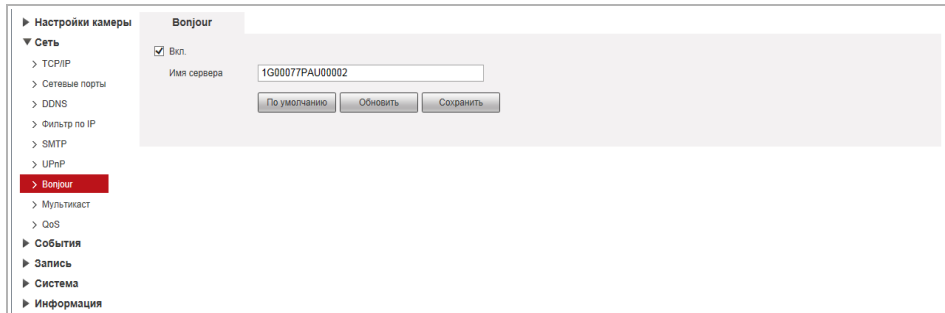 Настройки камеры
Сеть
TCP/IP
Сетевые порты
DDNS
Фильтр по IP
SMTP
UPnP
Bonjour
Мультикаст
QoS
События
Запись
Система
Информация
Bonjour
Вкл.
Имя сервера 1G00077PAU00002
По умолчанию Обновить Сохранить